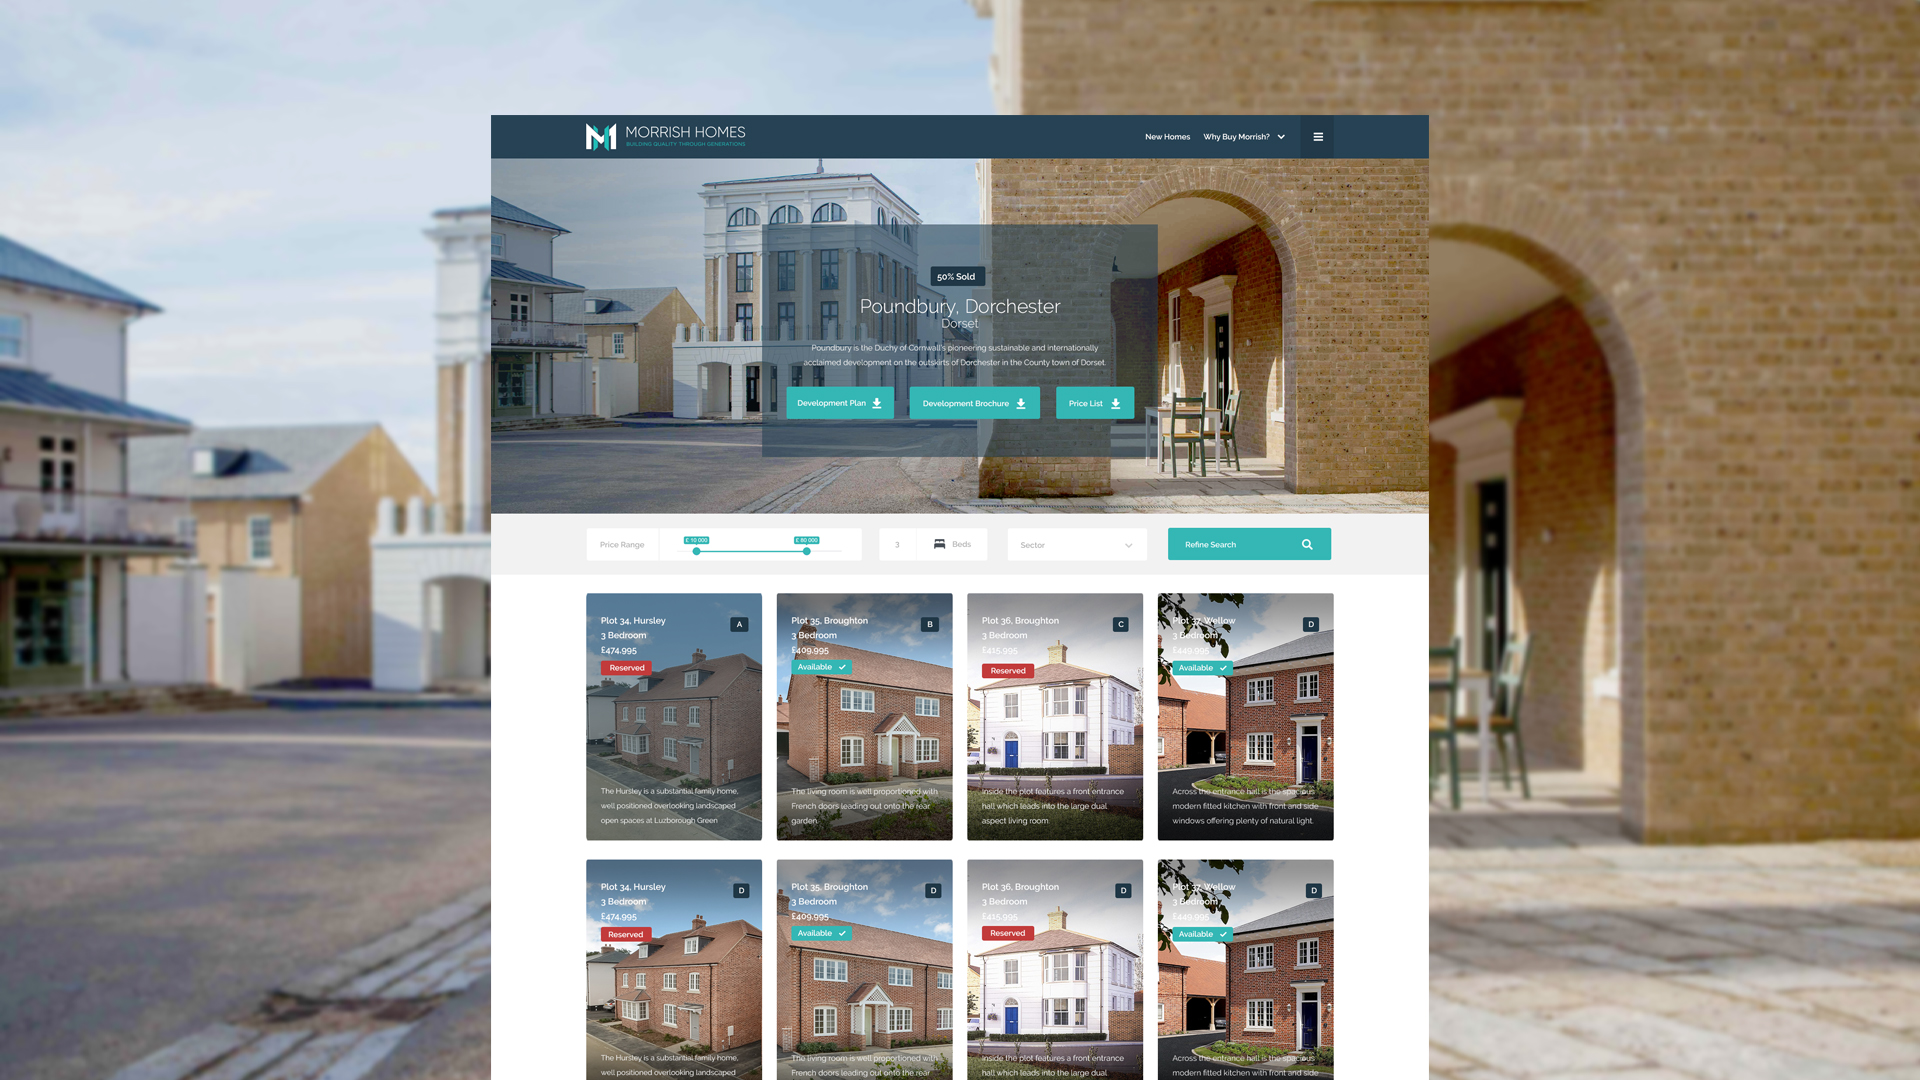 MORRISH HOMES
BUILDING QUALITY THROUGH GENERATIONS
New Homes
Why Buy Morrish?
50% Sold
Poundbury, Dorchester
Dorset
Poundbury is the Duchy of Cornwall's pioneering sustainable and internationally
acclaimed development on the outskirts of Dorchester in the County town of Dorset.
Development Plan
Development Brochure
Price List
Price Range
£ 10 000
£ 80 000
3
Beds
Sector
Refine Search
Plot 34, Hursley
A
3 Bedroom
£474,995
Reserved
The Hursley is a substantial family home,
well positioned overlooking landscaped
open spaces at Luzborough Green
Plot 35, Broughton
B
3 Bedroom
£409,995
Available
The living room is well proportioned with
French doors leading out onto the rear
garden.
Plot 36, Broughton
C
3 Bedroom
£415,995
Reserved
Inside the plot features a front entrance
hall which leads into the large dual
aspect living room.
Plot 37, Wellow
D
3 Bedroom
£449,995
Available
Across the entrance hall is the spacious
modern fitted kitchen with front and side
windows offering plenty of natural light.
Plot 34, Hursley
D
3 Bedroom
£474,995
Reserved
The Hursley is a substantial family home,
well positioned overlooking landscaped
Plot 35, Broughton
D
3 Bedroom
£409,995
Available
The living room is well proportioned with
French doors leading out onto the rear
Plot 36, Broughton
D
3 Bedroom
£415,995
Reserved
Inside the plot features a front entrance
hall which leads into the large dual
Plot 37, Wellow
D
3 Bedroom
£449,995
Available
Across the entrance hall is the spacious
modern fitted kitchen with front and side